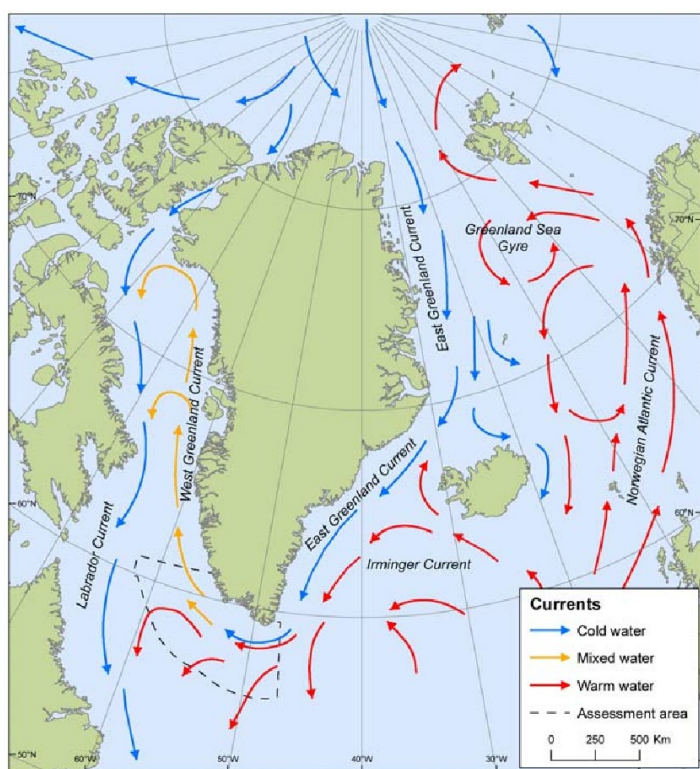 70°N
70°N
Greenland Sea
Gyre
East Greenland Current
West Greenland Current
Norwegian Atlantic Current
East Greenland Current
60°N
60°N
Labrador Current
Irminger Current
Currents
Cold water
Mixed water
Warm water
Assessment area
0 250 500 Km
50°N
60°W
50°W
40°W
30°W